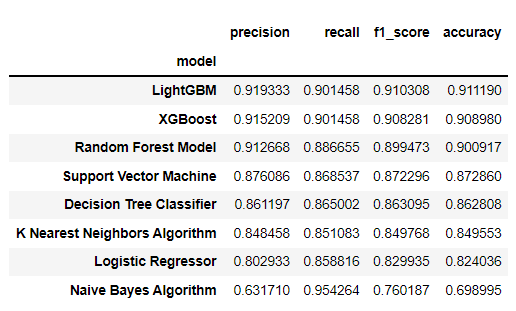 precision recall f1_score accuracy
model
LightGBM 0.919333 0.901458 0.910308 0.911190
XGBoost 0.915209 0.901458 0.908281 0.908980
Random Forest Model 0.912668 0.886655 0.899473 0.900917
Support Vector Machine 0.876086 0.868537 0.872296 0.872860
Decision Tree Classifier 0.861197 0.865002 0.863095 0.862808
K Nearest Neighbors Algorithm 0.848458 0.851083 0.849768 0.849553
Logistic Regressor 0.802933 0.858816 0.829935 0.824036
Naive Bayes Algorithm 0.631710 0.954264 0.760187 0.698995